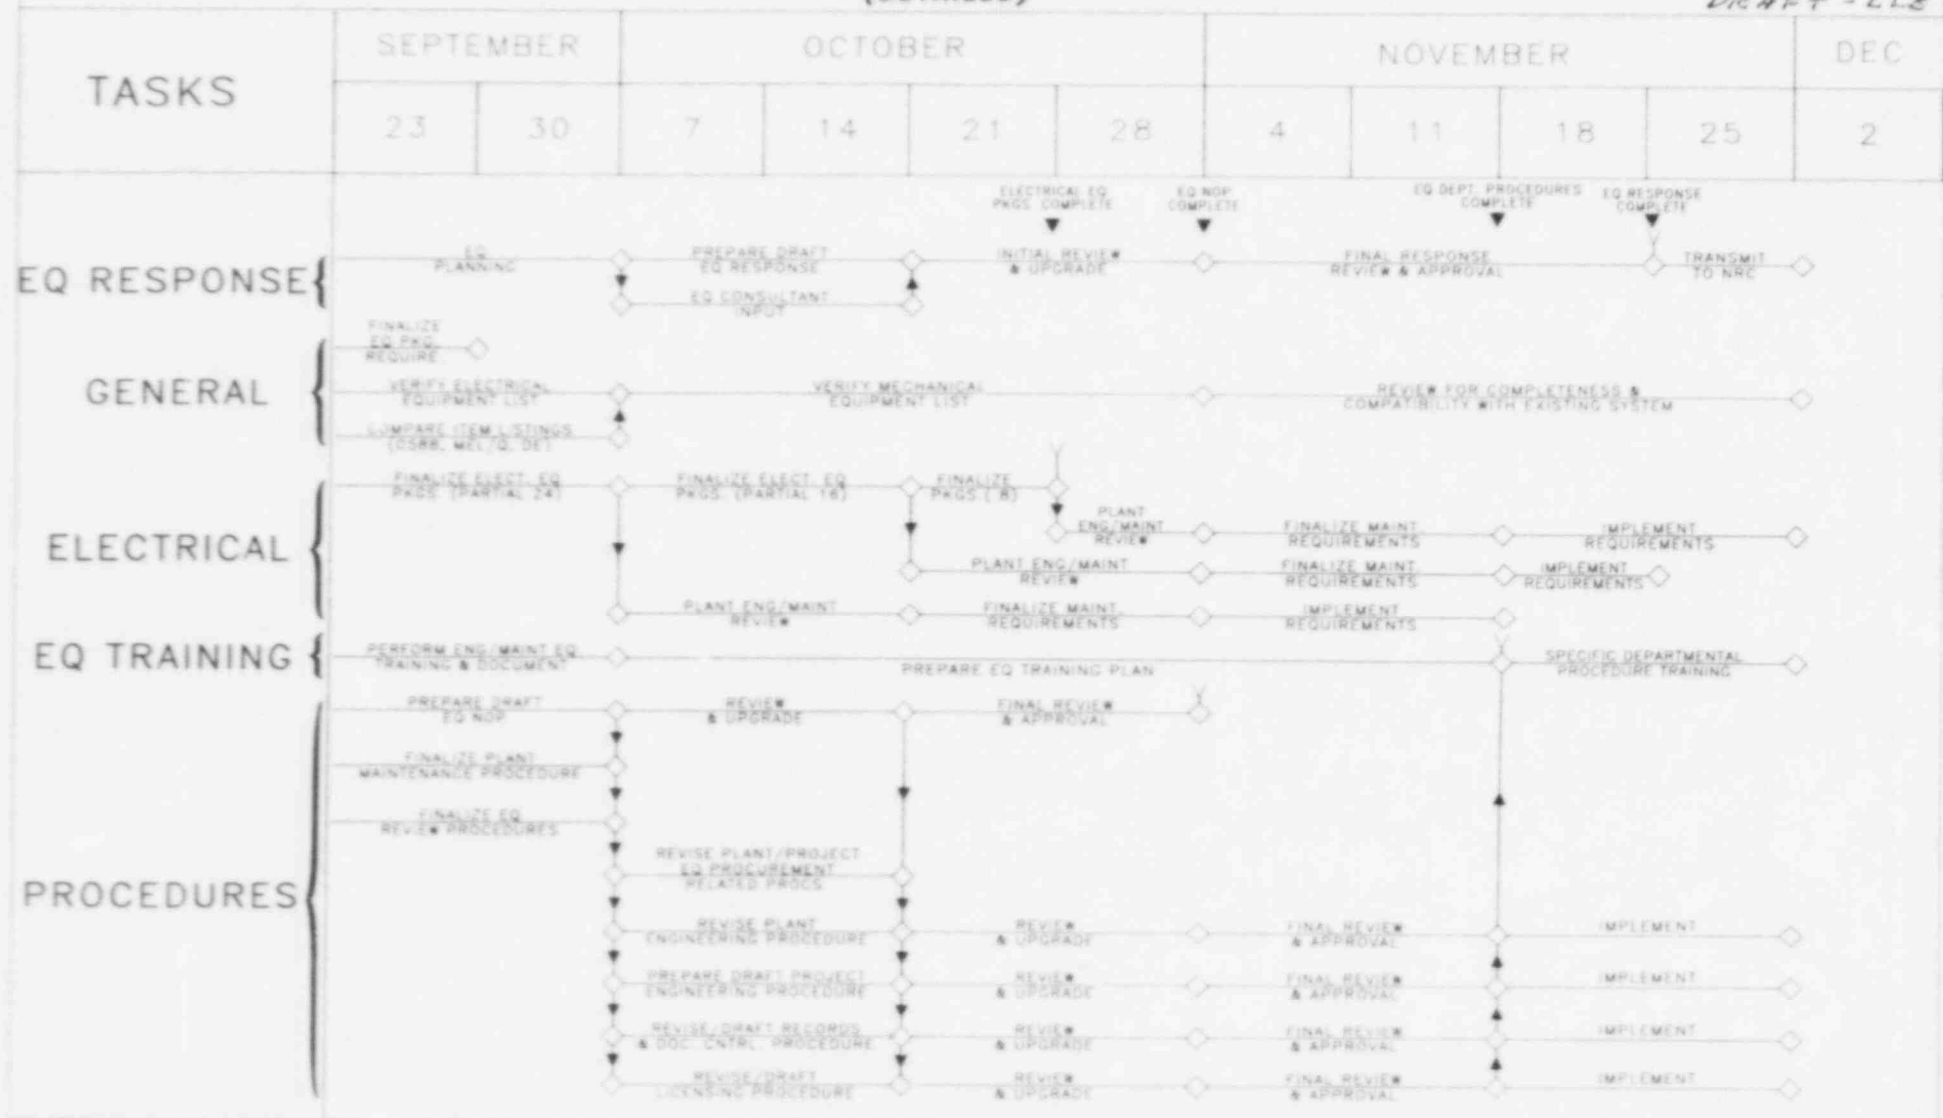 (DETAILED)
DRAFT - LLE
TASKS
SEPTEMBER
OCTOBER
NOVEMBER
DEC
23
30
7
14
21
28
4
11
18
25
2
ELECTRICAL EQ
PKGS. COMPLETE
EQ NOP
COMPLETE
EQ DEPT. PROCEDURES
COMPLETE
EQ RESPONSE
COMPLETE
EQ RESPONSE
EQ
PLANNING
PREPARE DRAFT
EQ RESPONSE
INITIAL REVIEW
& UPGRADE
FINAL RESPONSE
REVIEW & APPROVAL
TRANSMIT
TO NRC
EQ CONSULTANT
INPUT
GENERAL
FINALIZE
EQ PKG.
REQUIRE.
VERIFY ELECTRICAL
EQUIPMENT LIST
VERIFY MECHANICAL
EQUIPMENT LIST
REVIEW FOR COMPLETENESS &
COMPATIBILITY WITH EXISTING SYSTEM
COMPARE ITEM LISTINGS
MEL/Q, DE)
ELECTRICAL
FINALIZE ELECT. EQ
PKGS. (PARTIAL 24)
FINALIZE ELECT. EQ
PKGS. (PARTIAL 16)
FINALIZE
PKGS ( 8)
PLANT
ENG/MAINT
REVIEW
FINALIZE MAINT.
REQUIREMENTS
IMPLEMENT
REQUIREMENTS
PLANT ENG/MAINT
REVIEW
FINALIZE MAINT.
REQUIREMENTS
IMPLEMENT
REQUIREMENTS
PLANT ENG/MAINT
REVIEW
FINALIZE MAINT.
REQUIREMENTS
IMPLEMENT
REQUIREMENTS
EQ TRAINING
PERFORM ENG/MAINT EQ
TRAINING & DOCUMENT
PREPARE EQ TRAINING PLAN
SPECIFIC DEPARTMENTAL
PROCEDURE TRAINING
PROCEDURES
PREPARE DRAFT
EQ NOP
REVIEW
& UPGRADE
FINAL REVIEW
& APPROVAL
FINALIZE PLANT
MAINTENANCE PROCEDURE
FINALIZE EQ
REVIEW PROCEDURES
REVISE PLANT/PROJECT
EQ PROCUREMENT
RELATED PROCS.
REVISE PLANT
ENGINEERING PROCEDURE
REVIEW
& UPGRADE
FINAL REVIEW
& APPROVAL
IMPLEMENT
PREPARE DRAFT PROJECT
ENGINEERING PROCEDURE
REVIEW
& UPGRADE
FINAL REVIEW
& APPROVAL
IMPLEMENT
REVISE/DRAFT RECORDS
& DOC. CNTRL. PROCEDURE
REVIEW
& UPGRADE
FINAL REVIEW
& APPROVAL
IMPLEMENT
REVISE/DRAFT
LICENSING PROCEDURE
REVIEW
& UPGRADE
FINAL REVIEW
& APPROVAL
IMPLEMENT